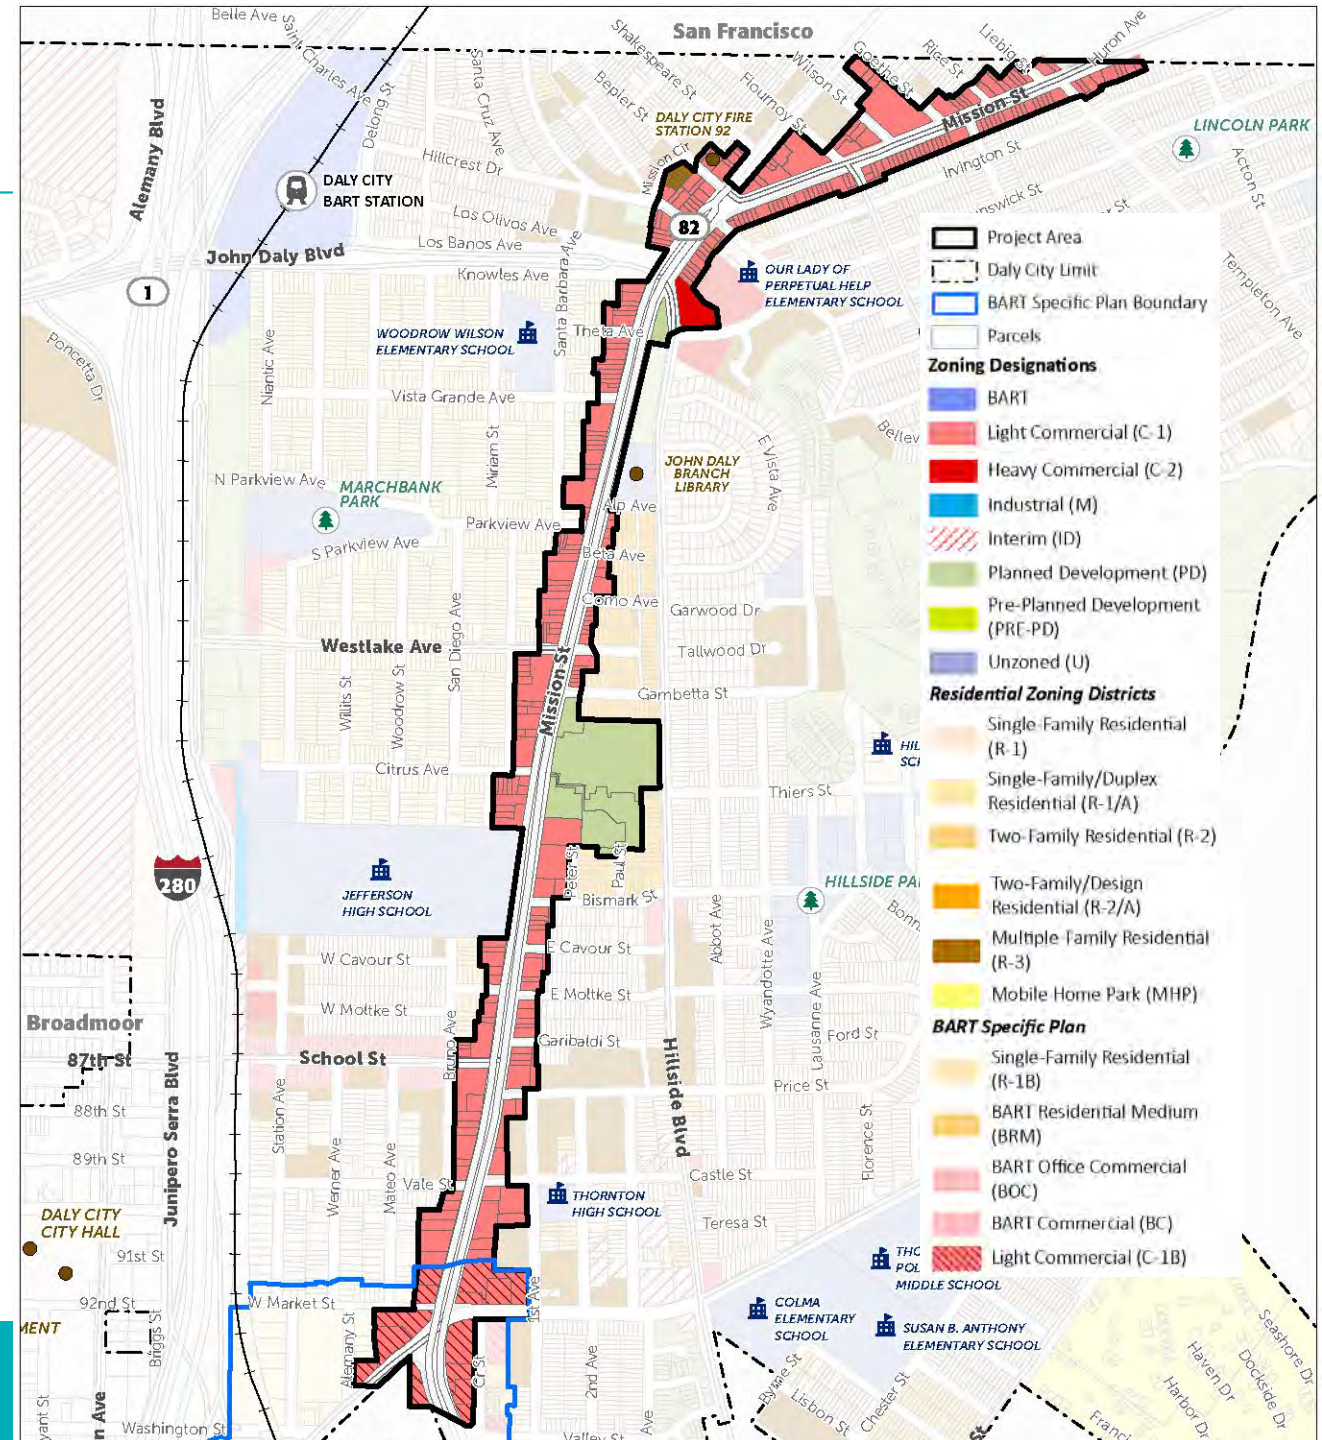 San Francisco
Belle Ave
Saint Charles Ave
Delong St
Santa Cruz Ave
Shakespeare St
Bepler St
Flournoy St
Wilson St
Goethe St
Rice St
Liebig St
Huron Ave
Mission St
Irvington St
LINCOLN PARK
Acton St
Templeton Ave
DALY CITY FIRE
STATION 92
Mission Cir
Hillcrest Dr
Alemany Blvd
DALY CITY
BART STATION
Los Olivos Ave
Los Banos Ave
John Daly Blvd
Knowles Ave
Santa Barbara Ave
82
1
OUR LADY OF
PERPETUAL HELP
ELEMENTARY SCHOOL
WOODROW WILSON
ELEMENTARY SCHOOL
Theta Ave
Poncetta Dr
Niantic Ave
Vista Grande Ave
Miriam St
E Vista Ave
JOHN DALY
BRANCH
LIBRARY
N Parkview Ave
MARCHBANK
PARK
Parkview Ave
S Parkview Ave
Alp Ave
Beta Ave
Como Ave
Garwood Dr
Tallwood Dr
Westlake Ave
San Diego Ave
Willits St
Woodrow St
Mission St
Gambetta St
Citrus Ave
Thiers St
280
JEFFERSON
HIGH SCHOOL
Peter St
Paul St
Bismark St
HILLSIDE PA
Bonn
Abbot Ave
Wyandotte Ave
Lausanne Ave
W Cavour St
E Cavour St
W Moltke St
E Moltke St
Broadmoor
87th St
School St
Bruno Ave
Garibaldi St
Ford St
Price St
Hillside Blvd
Junipero Serra Blvd
88th St
89th St
Station Ave
Werner Ave
Mateo Ave
Vale St
Castle St
Florence St
THORNTON
HIGH SCHOOL
Teresa St
DALY CITY
CITY HALL
91st St
92nd St
W Market St
1st Ave
2nd Ave
Alemany St
Briggs St
MENT
Washington St
Valley St
THO
POL
MIDDLE SCHOOL
COLMA
ELEMENTARY
SCHOOL
SUSAN B. ANTHONY
ELEMENTARY SCHOOL
Byrne St
Lisbon St
Chester St
Seashore Dr
Dockside Dr
Haven Dr
Harbor Dr
Franci
HIL
SCH
Bellev
Project Area
Daly City Limit
BART Specific Plan Boundary
Parcels
Zoning Designations
BART
Light Commercial (C-1)
Heavy Commercial (C-2)
Industrial (M)
Interim (ID)
Planned Development (PD)
Pre-Planned Development
(PRE-PD)
Unzoned (U)
Residential Zoning Districts
Single-Family Residential
(R-1)
Single-Family/Duplex
Residential (R-1/A)
Two-Family Residential (R-2)
Two-Family/Design
Residential (R-2/A)
Multiple Family Residential
(R-3)
Mobile Home Park (MHP)
BART Specific Plan
Single-Family Residential
(R-1B)
BART Residential Medium
(BRM)
BART Office Commercial
(BOC)
BART Commercial (BC)
Light Commercial (C-1B)